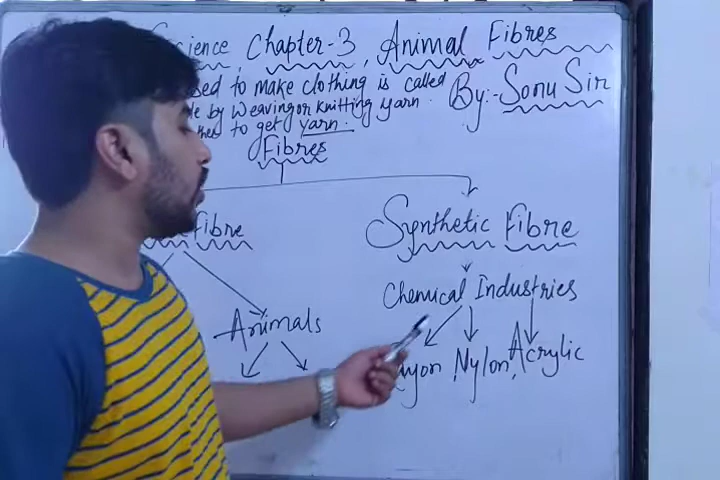 Science Chapter-3, Animal Fibres
used to make clothing is called
by Weaving or knitting yarn. By:- Sonu Sir
to get yarn.
Fibres
Fibre Synthetic Fibre
Animals Chemical Industries
Nylon, Acrylic